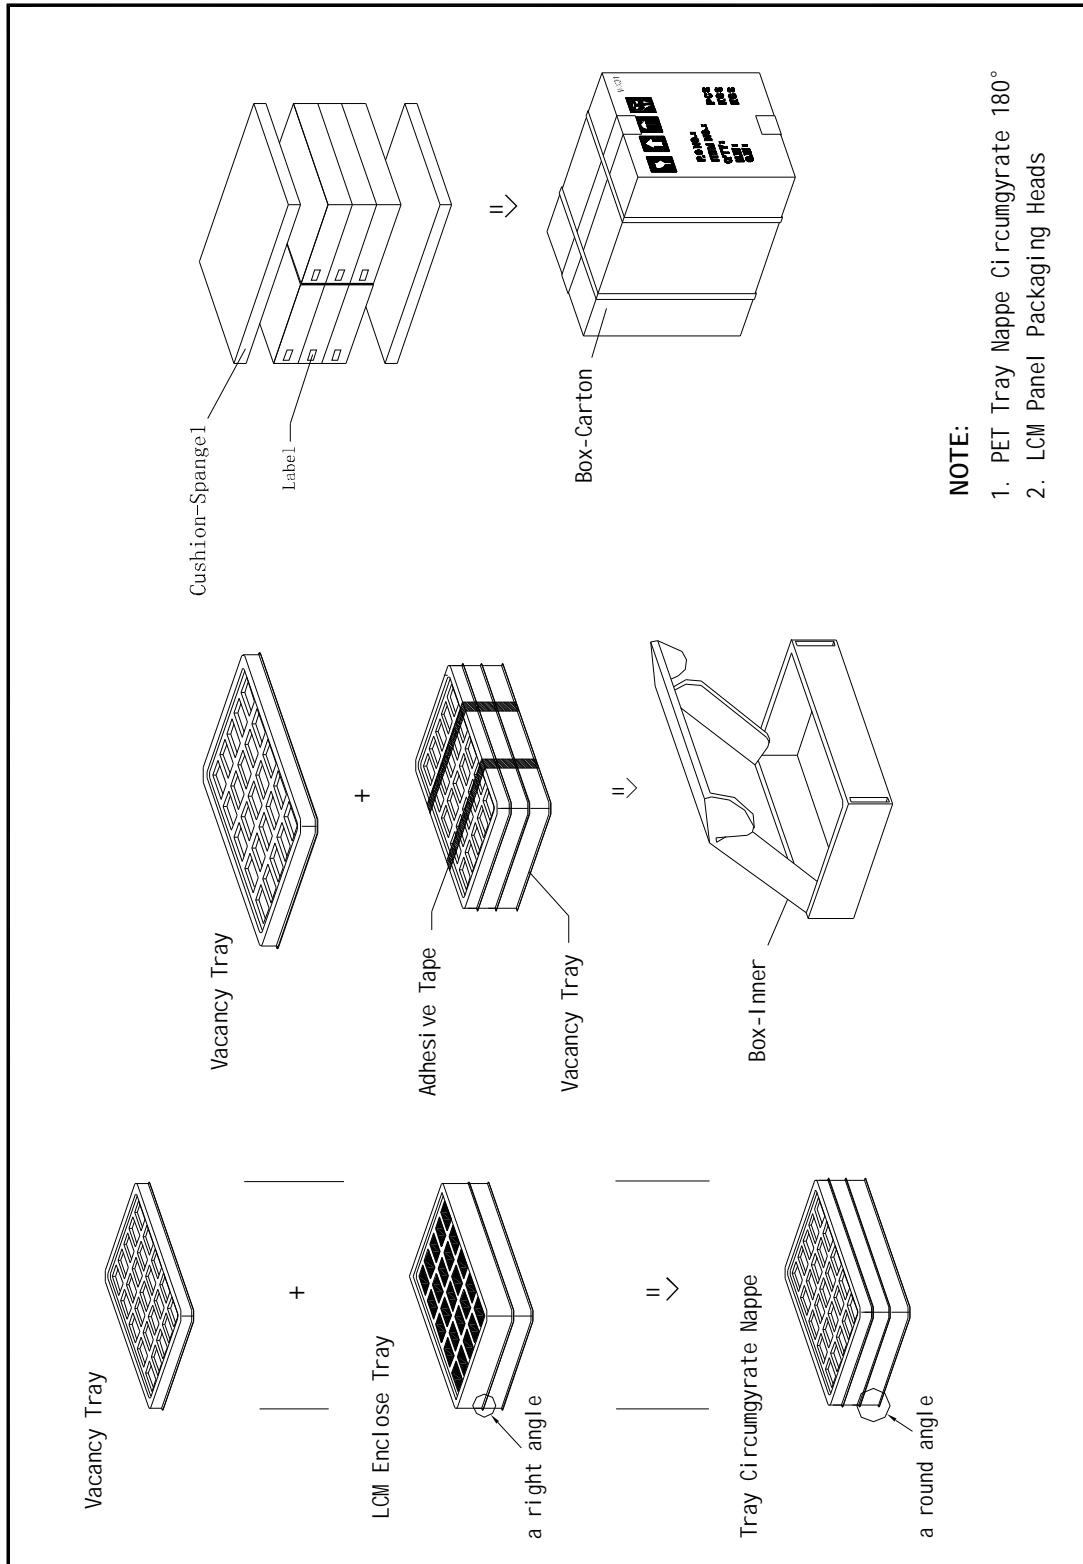 Vacancy Tray
+
LCM Enclose Tray
a right angle
=>
Tray Circumgyrate Nappe
a round angle
Vacancy Tray
+
Adhesive Tape
Vacancy Tray
=>
Box-Inner
Cushion-Spangel
Label
=>
Box-Carton
NOTE:
1. PET Tray Nappe Circumgyrate 180°
2. LCM Panel Packaging Heads